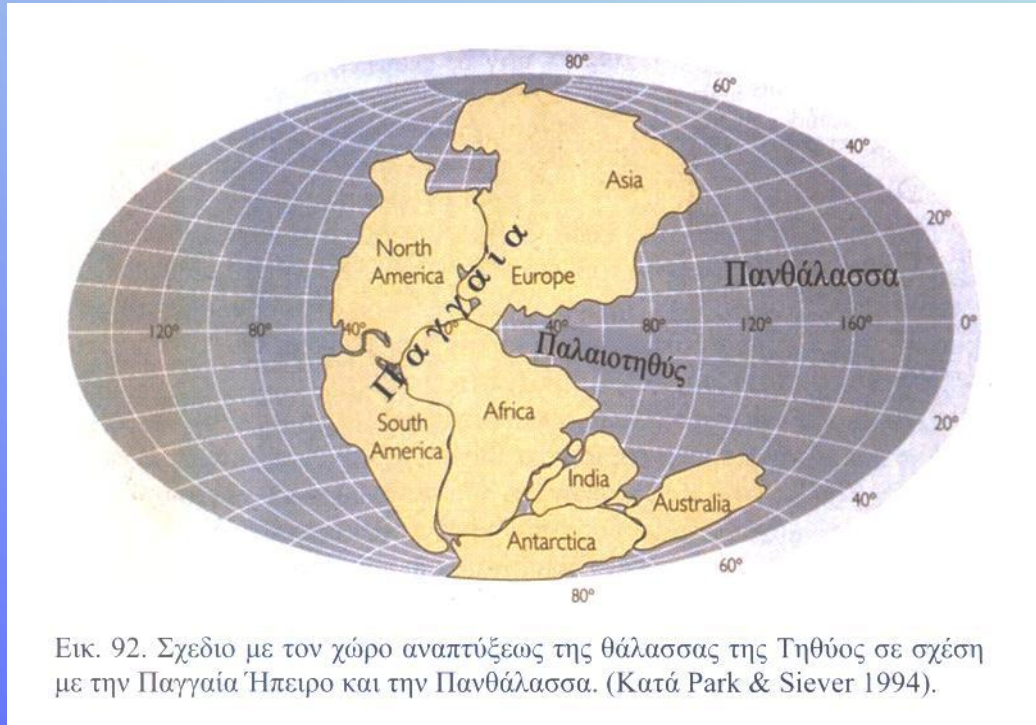 80°
60°
40°
Asia
20°
North
America
Παγγαία
Europe
Πανθάλασσα
120°
80°
40°
0°
40°
80°
120°
160°
0°
Παλαιοτηθύς
Africa
South
America
20°
India
Australia
40°
Antarctica
60°
80°
Εικ. 92. Σχεδιο με τον χώρο αναπτύξεως της θάλασσας της Τηθύος σε σχέση
με την Παγγαία Ήπειρο και την Πανθάλασσα. (Κατά Park & Siever 1994).